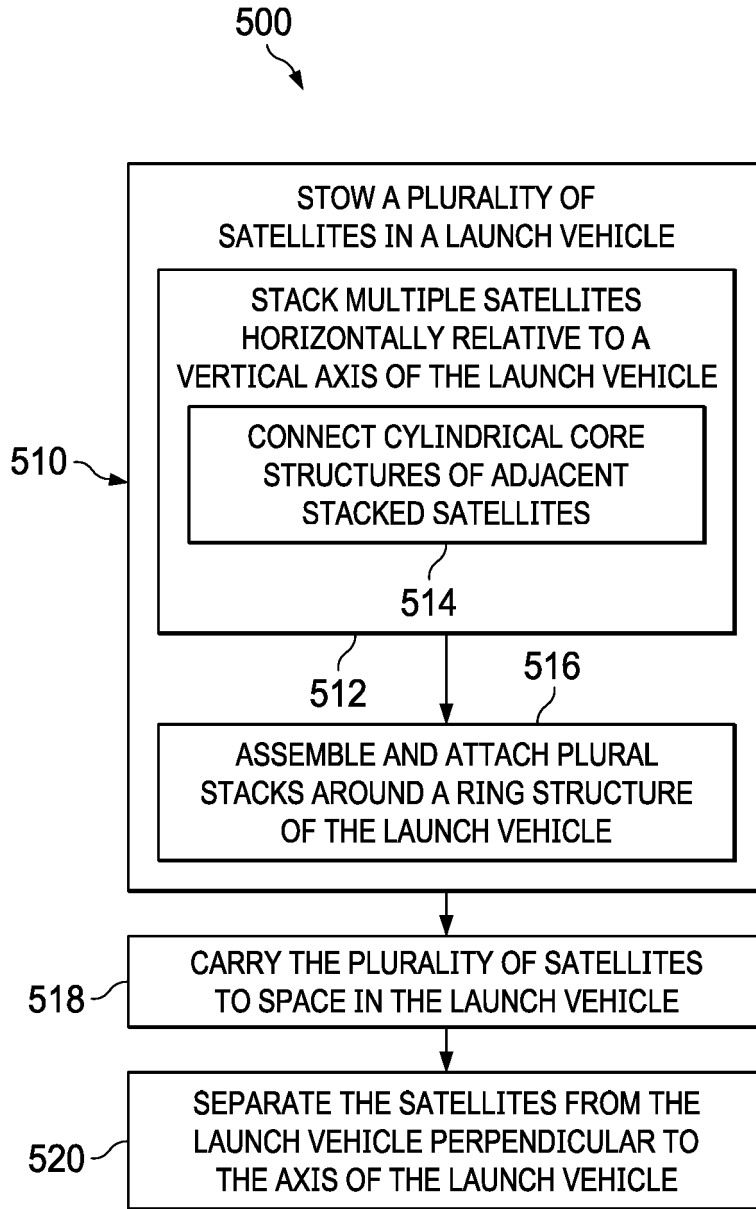 500
STOW A PLURALITY OF
SATELLITES IN A LAUNCH VEHICLE
STACK MULTIPLE SATELLITES
HORIZONTALLY RELATIVE TO A
VERTICAL AXIS OF THE LAUNCH VEHICLE
510
CONNECT CYLINDRICAL CORE
STRUCTURES OF ADJACENT
STACKED SATELLITES
514
512
516
ASSEMBLE AND ATTACH PLURAL
STACKS AROUND A RING STRUCTURE
OF THE LAUNCH VEHICLE
518
CARRY THE PLURALITY OF SATELLITES
TO SPACE IN THE LAUNCH VEHICLE
520
SEPARATE THE SATELLITES FROM THE
LAUNCH VEHICLE PERPENDICULAR TO
THE AXIS OF THE LAUNCH VEHICLE